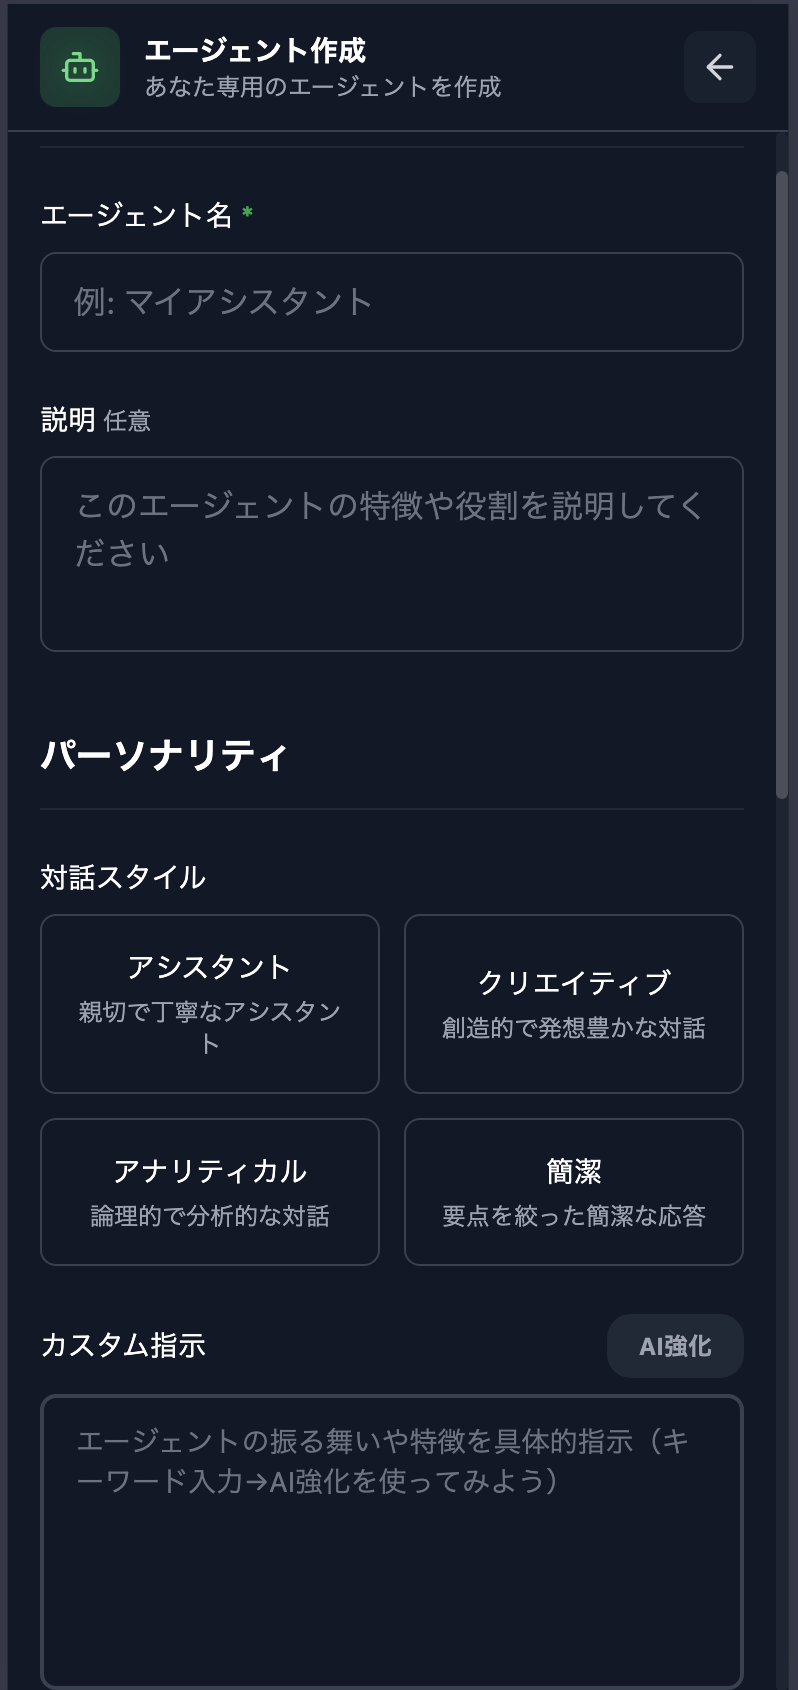 エージェント作成
あなた専用のエージェントを作成
エージェント名 *
例: マイアシスタント
説明 任意
このエージェントの特徴や役割を説明してく
ださい
パーソナリティ
対話スタイル
アシスタント
親切で丁寧なアシスタン
ト
クリエイティブ
創造的で発想豊かな対話
アナリティカル
論理的で分析的な対話
簡潔
要点を絞った簡潔な応答
カスタム指示
AI強化
エージェントの振る舞いや特徴を具体的指示（キ
ーワード入力→AI強化を使ってみよう）